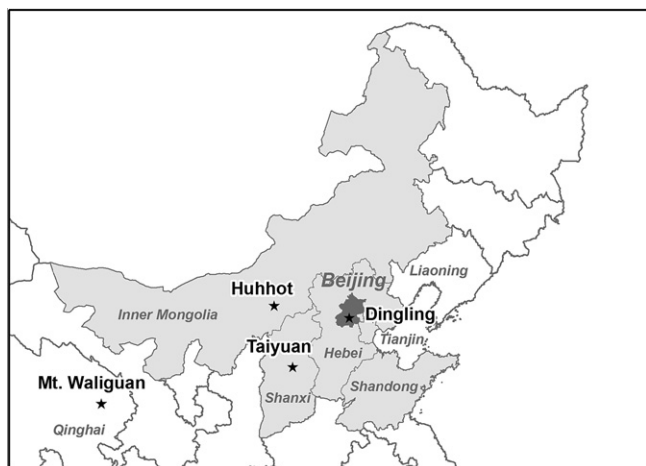 Beijing
Liaoning
Huhhot
Inner Mongolia
Dingling
Tianjin
Taiyuan
Hebei
Mt. Waliguan
Shandong
Shanxi
Qinghai